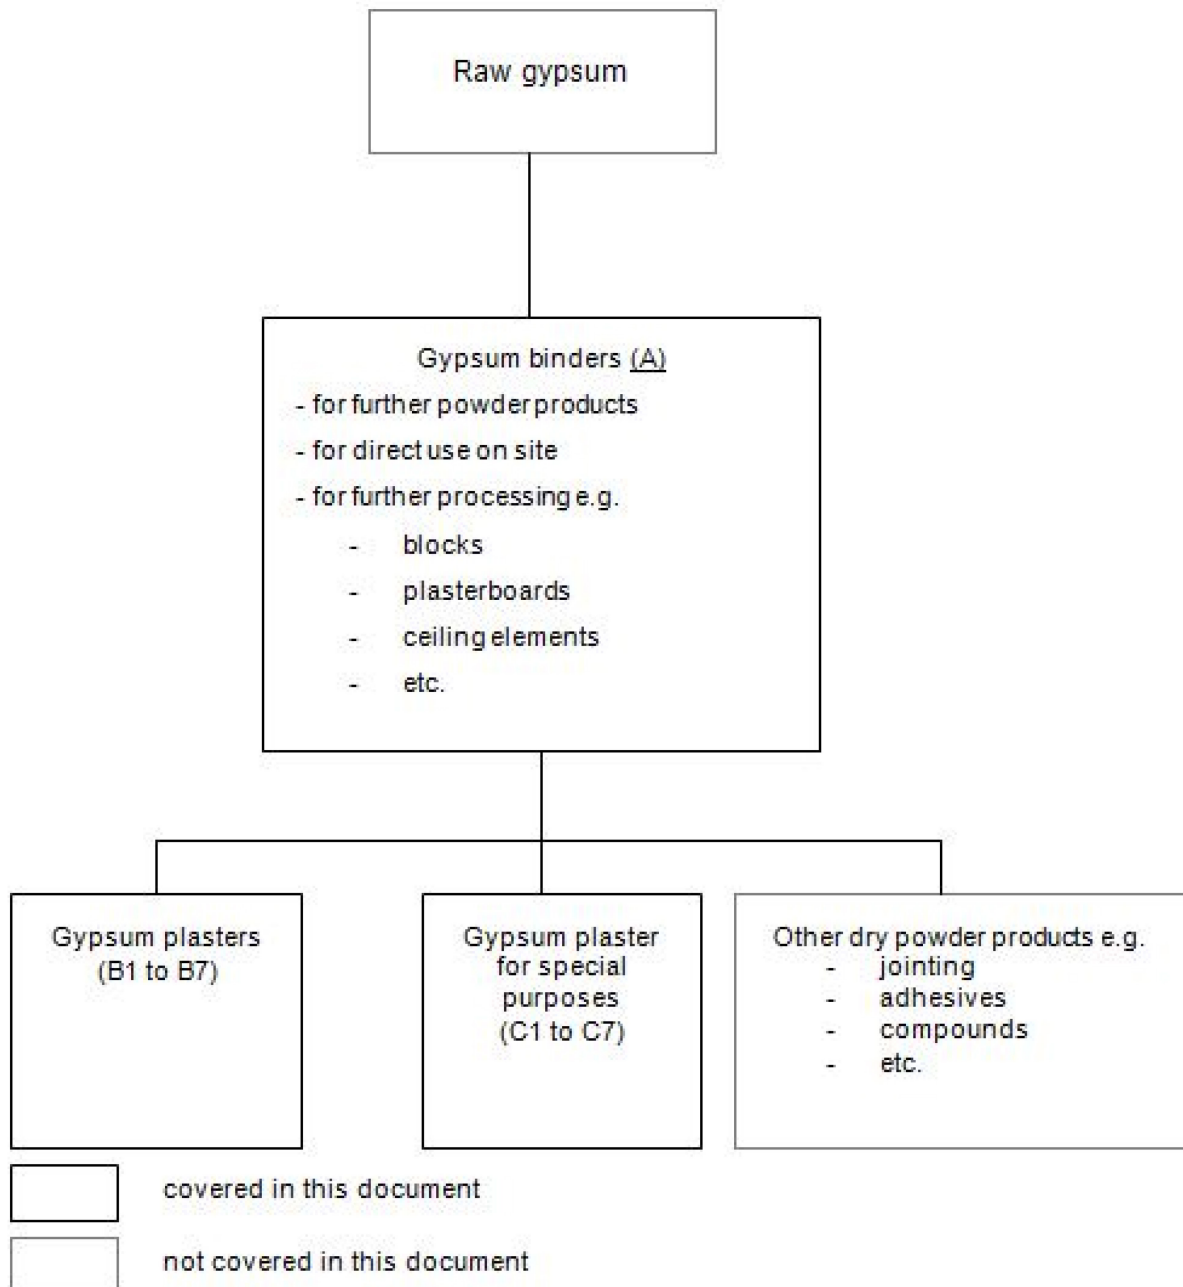 Raw gypsum
Gypsum binders (A)
- for further powder products
- for direct use on site
- for further processing e.g.
- blocks
- plasterboards
- ceiling elements
- etc.
Gypsum plasters
(B1 to B7)
Gypsum plaster
for special
purposes
(C1 to C7)
Other dry powder products e.g.
- jointing
- adhesives
- compounds
- etc.
covered in this document
not covered in this document